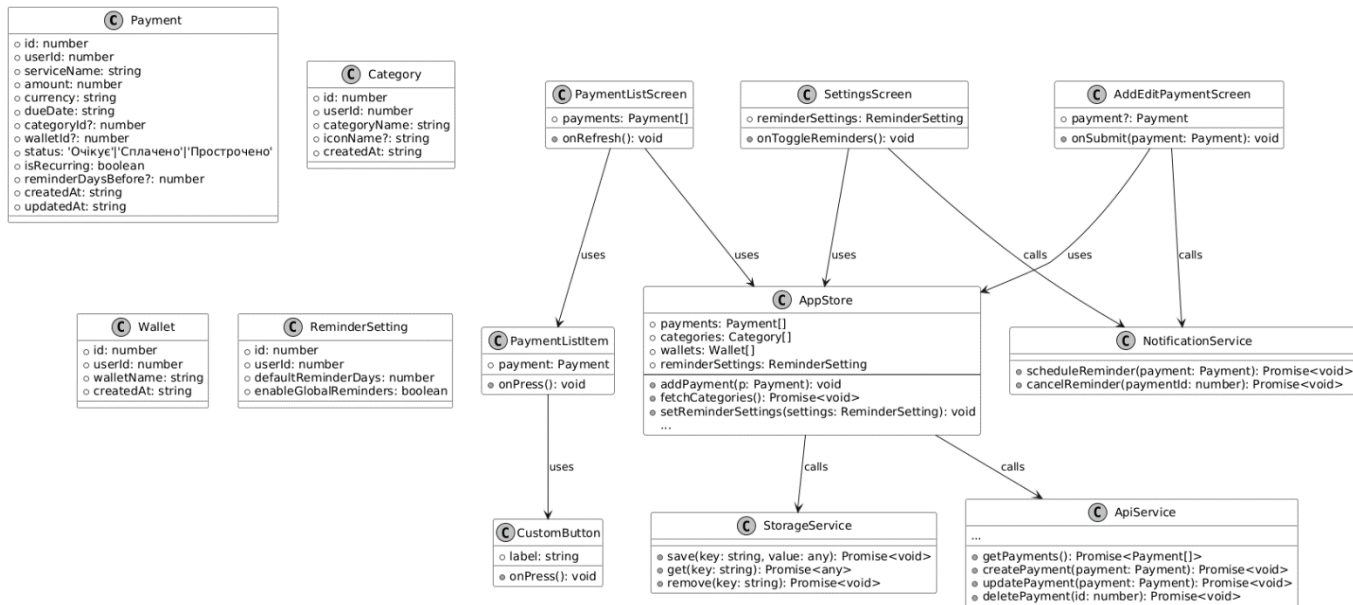 C Payment
id: number
userId: number
serviceName: string
amount: number
currency: string
dueDate: string
categoryId?: number
walletId?: number
status: 'Очікує'|'Сплачено'|'Прострочено'
isRecurring: boolean
reminderDaysBefore?: number
createdAt: string
updatedAt: string
C Category
id: number
userId: number
categoryName: string
iconName?: string
createdAt: string
C PaymentListScreen
payments: Payment[]
onRefresh(): void
C SettingsScreen
reminderSettings: ReminderSetting
onToggleReminders(): void
C AddEditPaymentScreen
payment?: Payment
onSubmit(payment: Payment): void
uses
uses
uses
calls
uses
calls
C Wallet
id: number
userId: number
walletName: string
createdAt: string
C ReminderSetting
id: number
userId: number
defaultReminderDays: number
enableGlobalReminders: boolean
C PaymentListItem
payment: Payment
onPress(): void
C AppStore
payments: Payment[]
categories: Category[]
wallets: Wallet[]
reminderSettings: ReminderSetting
addPayment(p: Payment): void
fetchCategories(): Promise<void>
setReminderSettings(settings: ReminderSetting): void
...
C NotificationService
scheduleReminder(payment: Payment): Promise<void>
cancelReminder(paymentId: number): Promise<void>
uses
calls
calls
C CustomButton
label: string
onPress(): void
C StorageService
save(key: string, value: any): Promise<void>
get(key: string): Promise<any>
remove(key: string): Promise<void>
C ApiService
...
getPayments(): Promise<Payment[]>
createPayment(payment: Payment): Promise<void>
updatePayment(payment: Payment): Promise<void>
deletePayment(id: number): Promise<void>